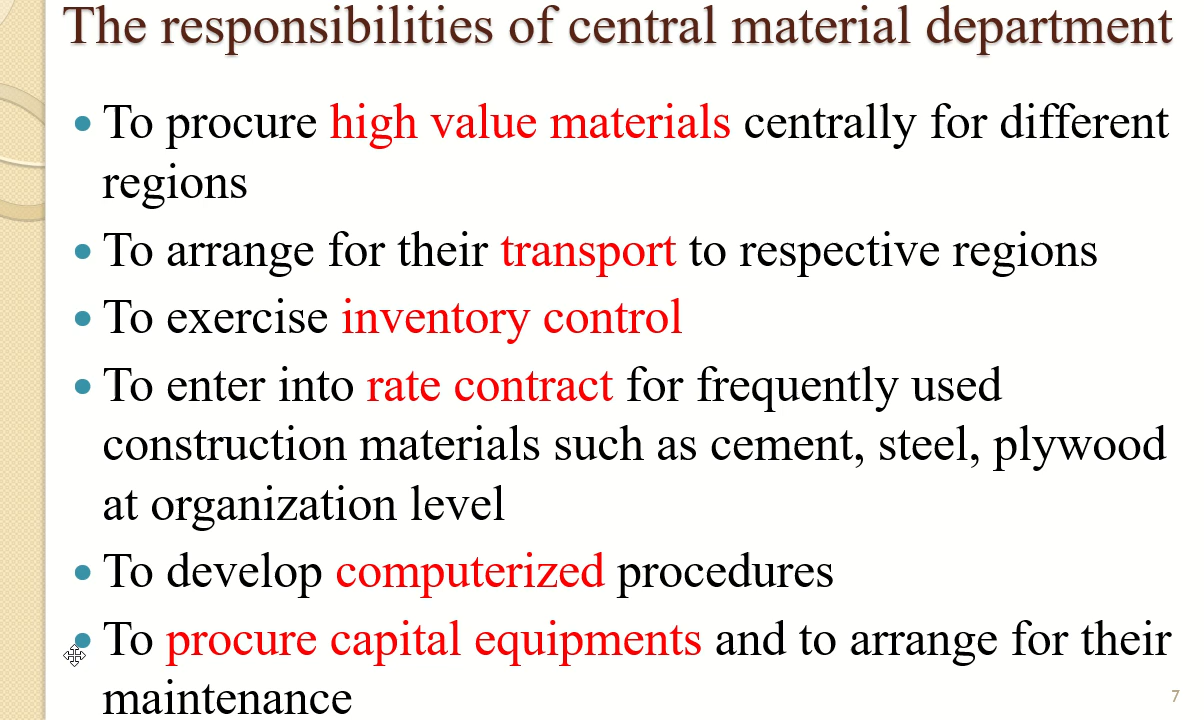 The responsibilities of central material department
• To procure high value materials centrally for different
regions
• To arrange for their transport to respective regions
• To exercise inventory control
• To enter into rate contract for frequently used
construction materials such as cement, steel, plywood
at organization level
• To develop computerized procedures
• To procure capital equipments and to arrange for their
maintenance
7